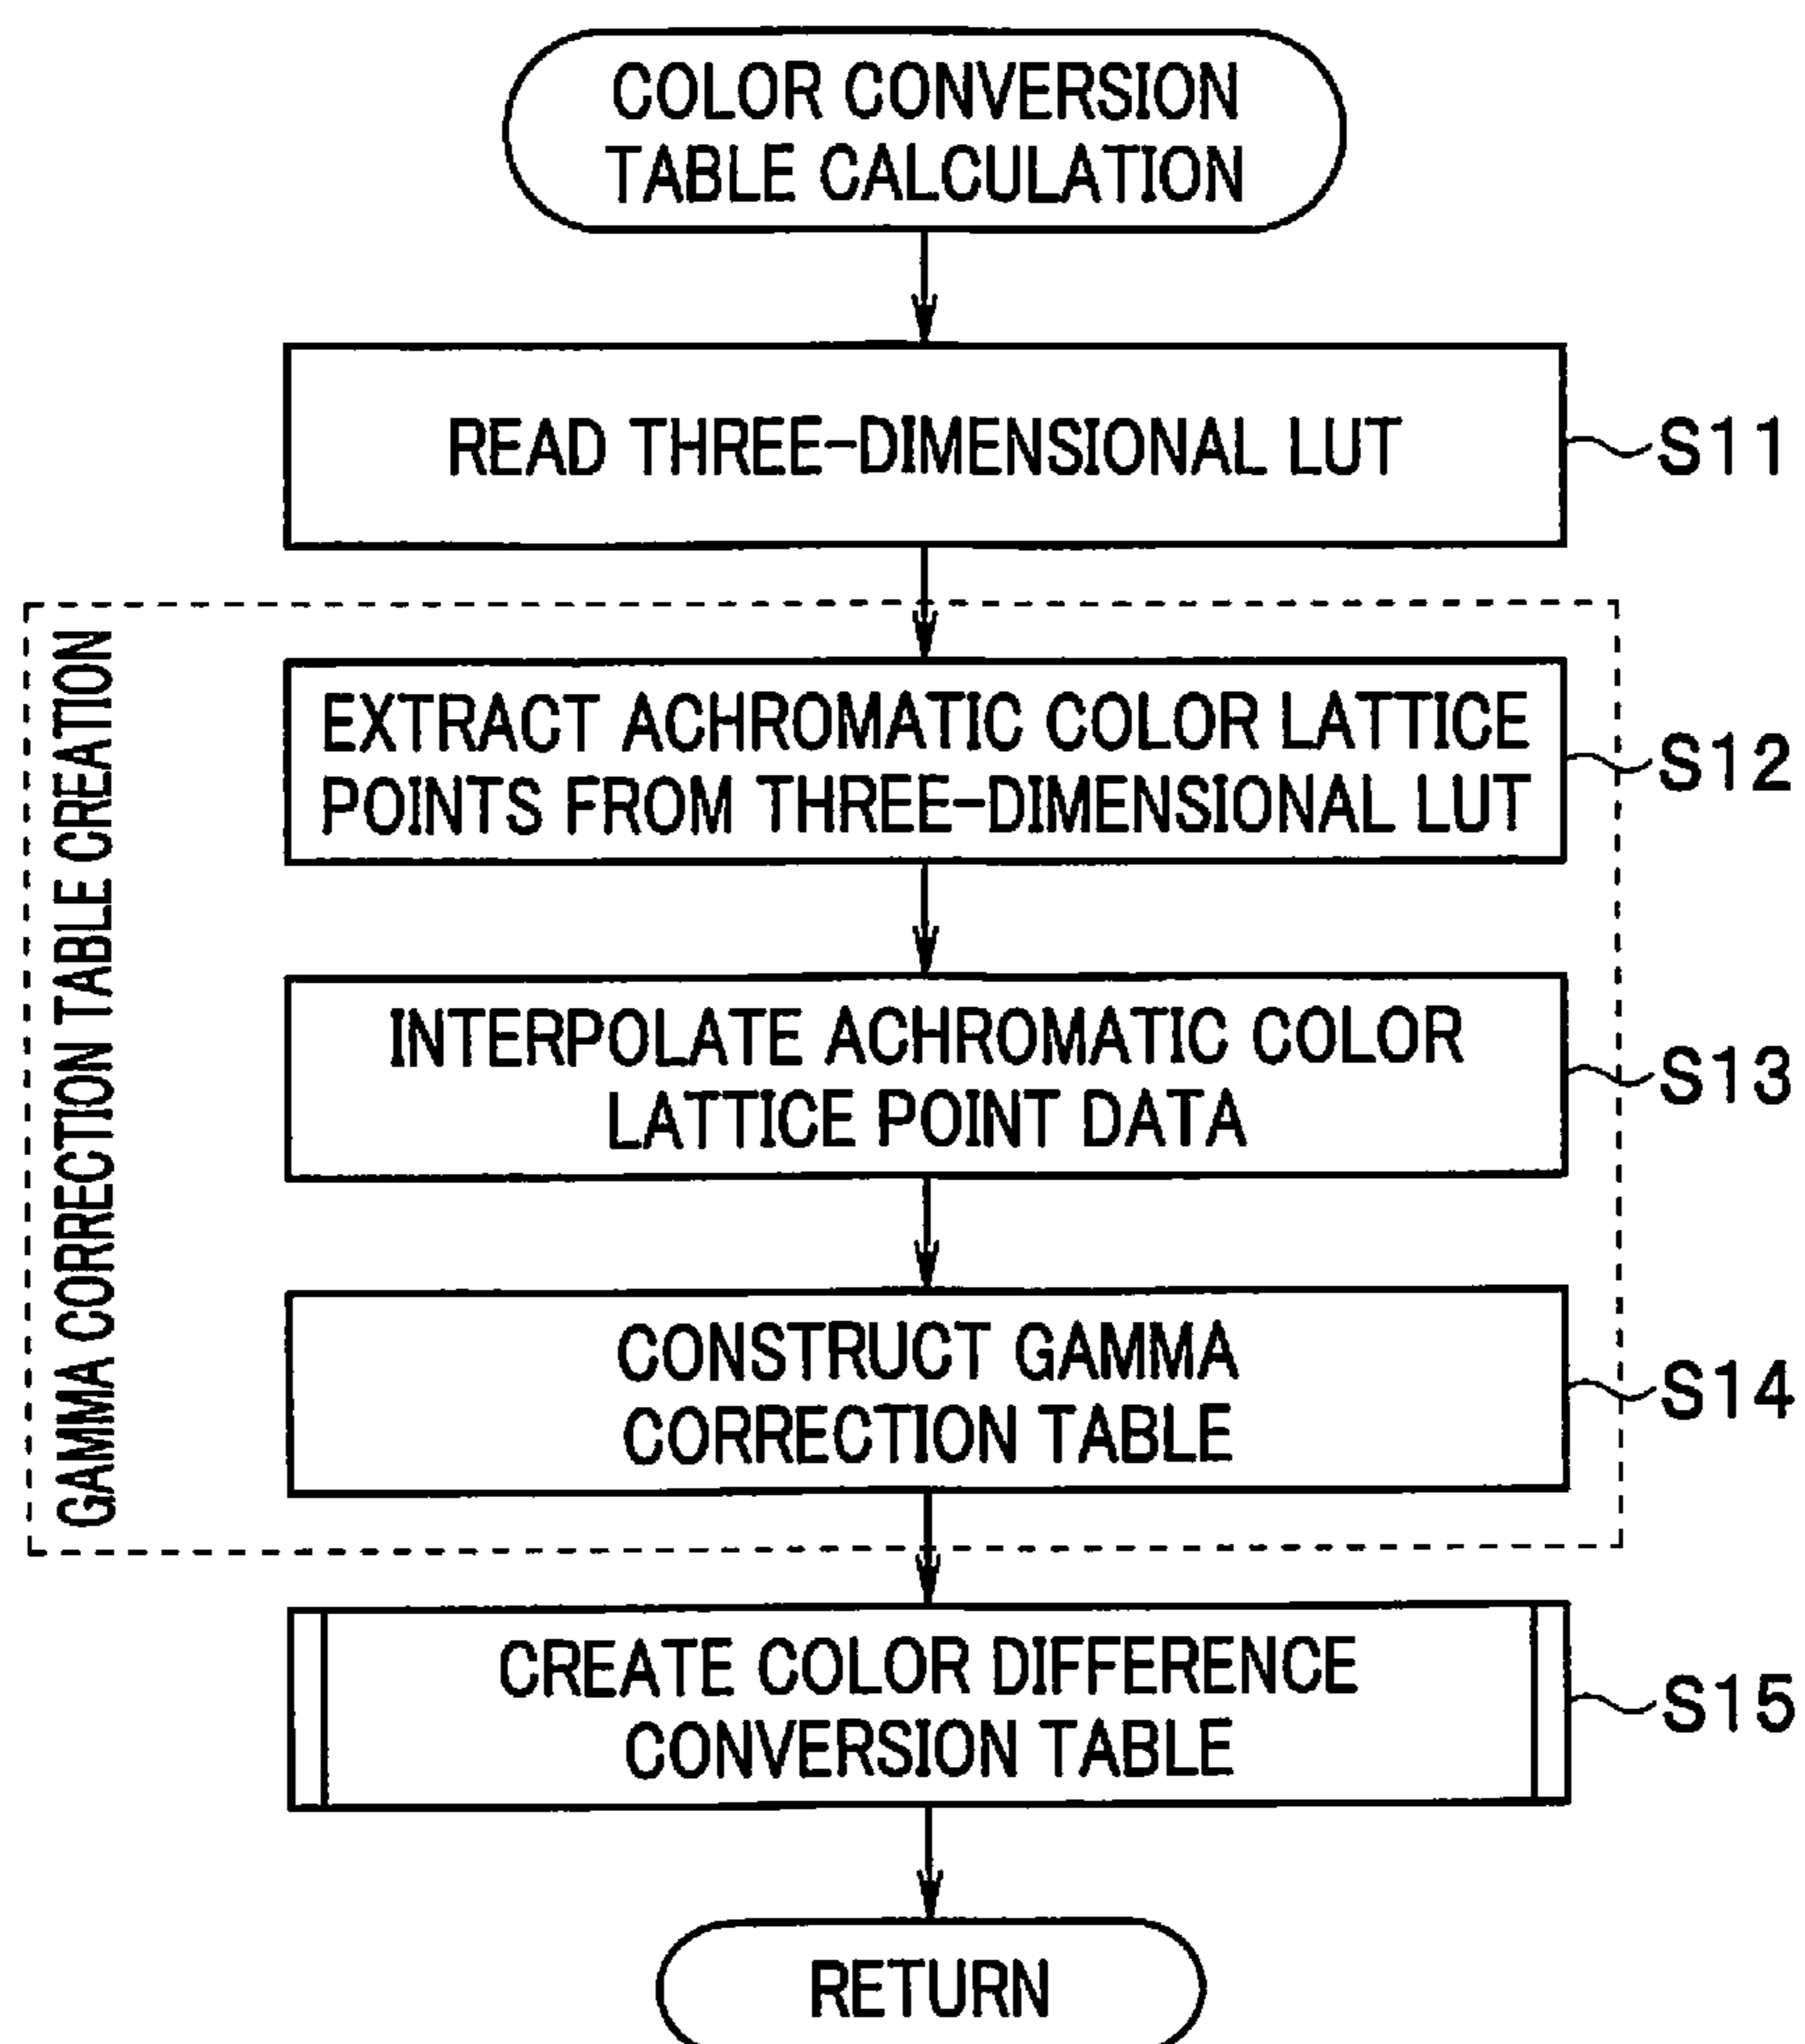 COLOR CONVERSION
TABLE CALCULATION
READ THREE-DIMENSIONAL LUT
S11
GAMMA CORRECTION TABLE CREATION
EXTRACT ACHROMATIC COLOR LATTICE
POINTS FROM THREE-DIMENSIONAL LUT
S12
INTERPOLATE ACHROMATIC COLOR
LATTICE POINT DATA
S13
CONSTRUCT GAMMA
CORRECTION TABLE
S14
CREATE COLOR DIFFERENCE
CONVERSION TABLE
S15
RETURN